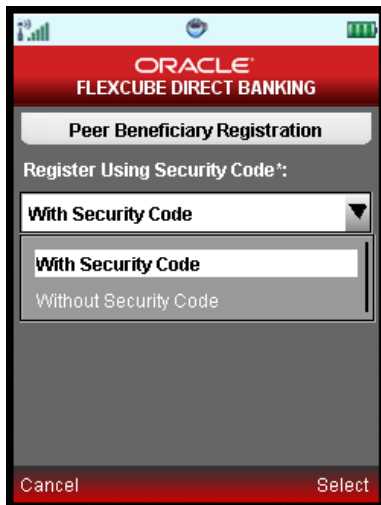 ORACLE®
FLEXCUBE DIRECT BANKING
Peer Beneficiary Registration
Register Using Security Code*:
With Security Code
With Security Code
Without Security Code
Cancel Select